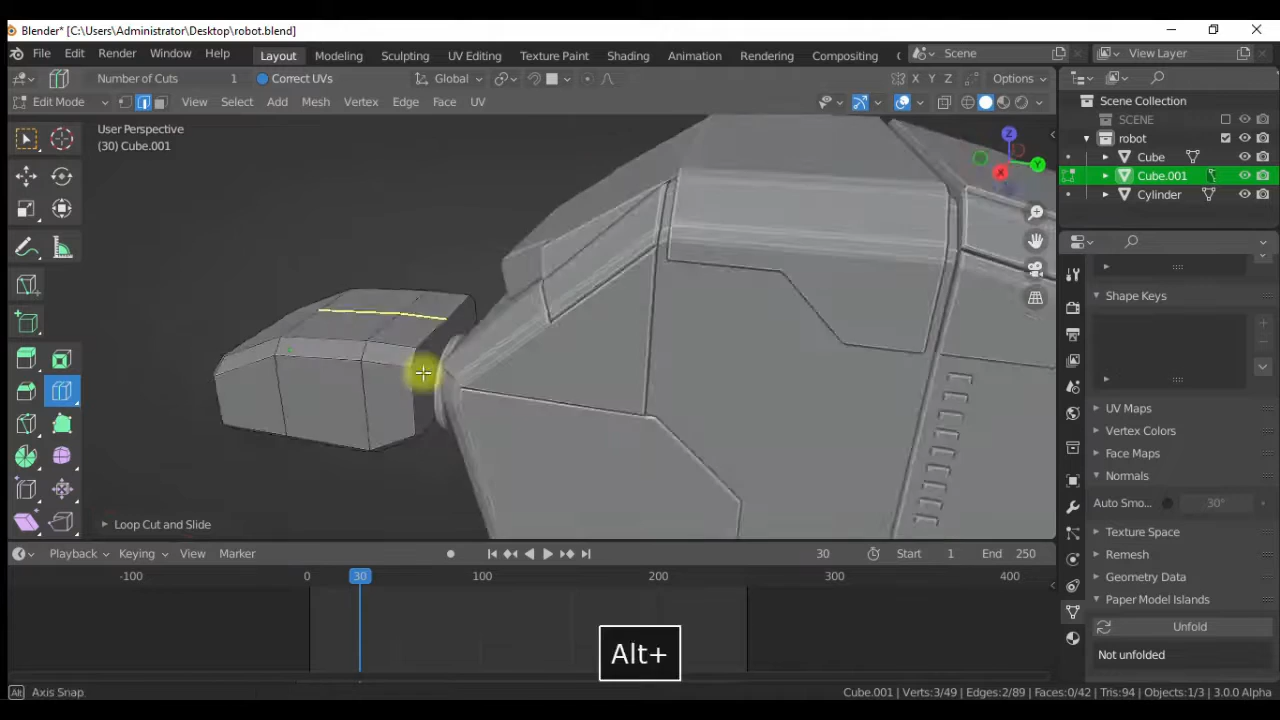 Blender* [C:\Users\Administrator\Desktop\robot.blend]
File Edit Render Window Help Layout Modeling Sculpting UV Editing Texture Paint Shading Animation Rendering Compositing Scene View Layer
Number of Cuts 1 Correct UVs Global X Y Z Options
Edit Mode View Select Add Mesh Vertex Edge Face UV
Scene Collection
SCENE
robot
Cube
Cube.001
Cylinder
User Perspective
(30) Cube.001
Z
Y
X
Shape Keys
UV Maps
Vertex Colors
Face Maps
Normals
Auto Smo... 30°
Texture Space
Remesh
Geometry Data
Paper Model Islands
Unfold
Not unfolded
Loop Cut and Slide
Playback Keying View Marker 30 Start 1 End 250
-100 0 30 100 200 300 400
Alt+
Alt Axis Snap Cube.001 | Verts:3/49 | Edges:2/89 | Faces:0/42 | Tris:94 | Objects:1/3 | 3.0.0 Alpha